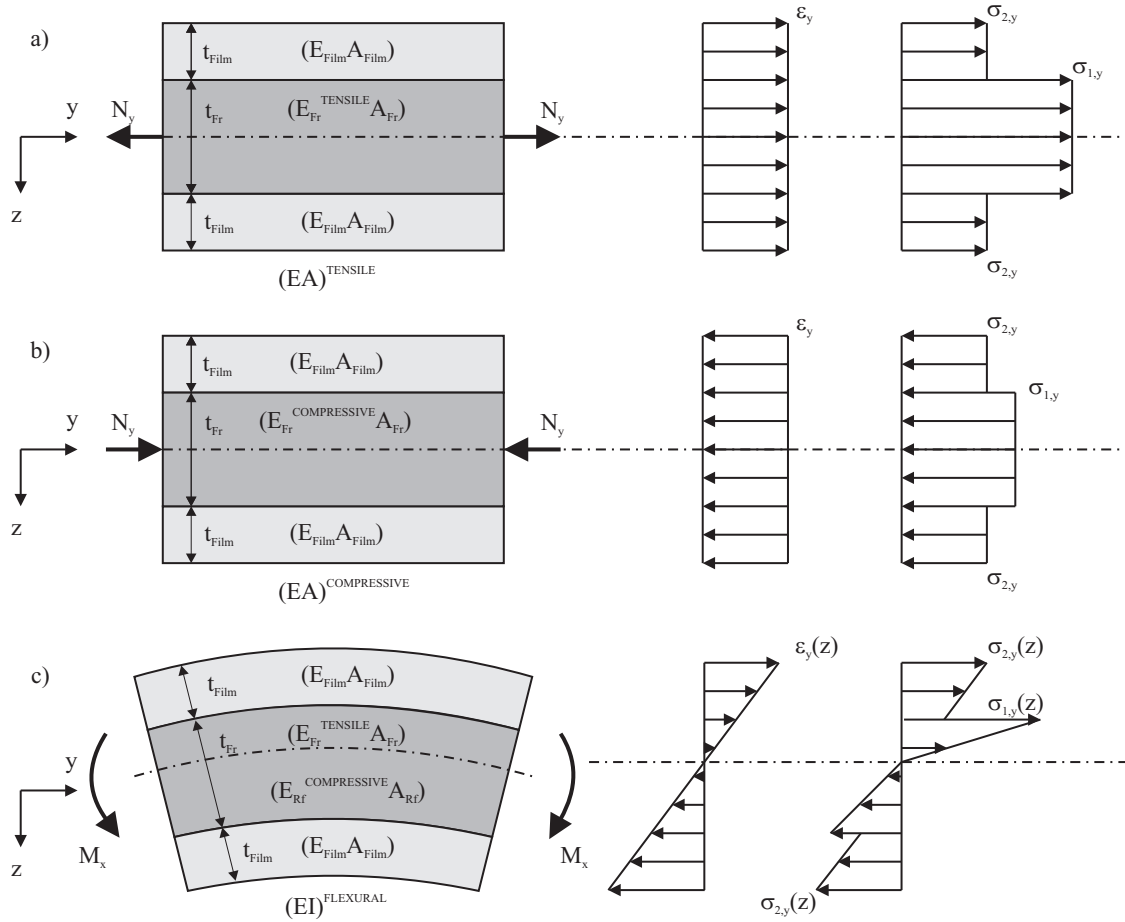 a)
t_Film
(E_Film A_Film)
ε_y
σ_2,y
σ_1,y
y
N_y
t_Fr
(E_Fr^TENSILE A_Fr)
N_y
z
t_Film
(E_Film A_Film)
(EA)^TENSILE
σ_2,y
b)
t_Film
(E_Film A_Film)
ε_y
σ_2,y
σ_1,y
y
N_y
t_Fr
(E_Fr^COMPRESSIVE A_Fr)
N_y
z
t_Film
(E_Film A_Film)
(EA)^COMPRESSIVE
σ_2,y
c)
t_Film
(E_Film A_Film)
ε_y(z)
σ_2,y(z)
σ_1,y(z)
y
t_Fr
(E_Fr^TENSILE A_Fr)
(E_Rf^COMPRESSIVE A_Rf)
z
M_x
t_Film
(E_Film A_Film)
M_x
(EI)^FLEXURAL
σ_2,y(z)